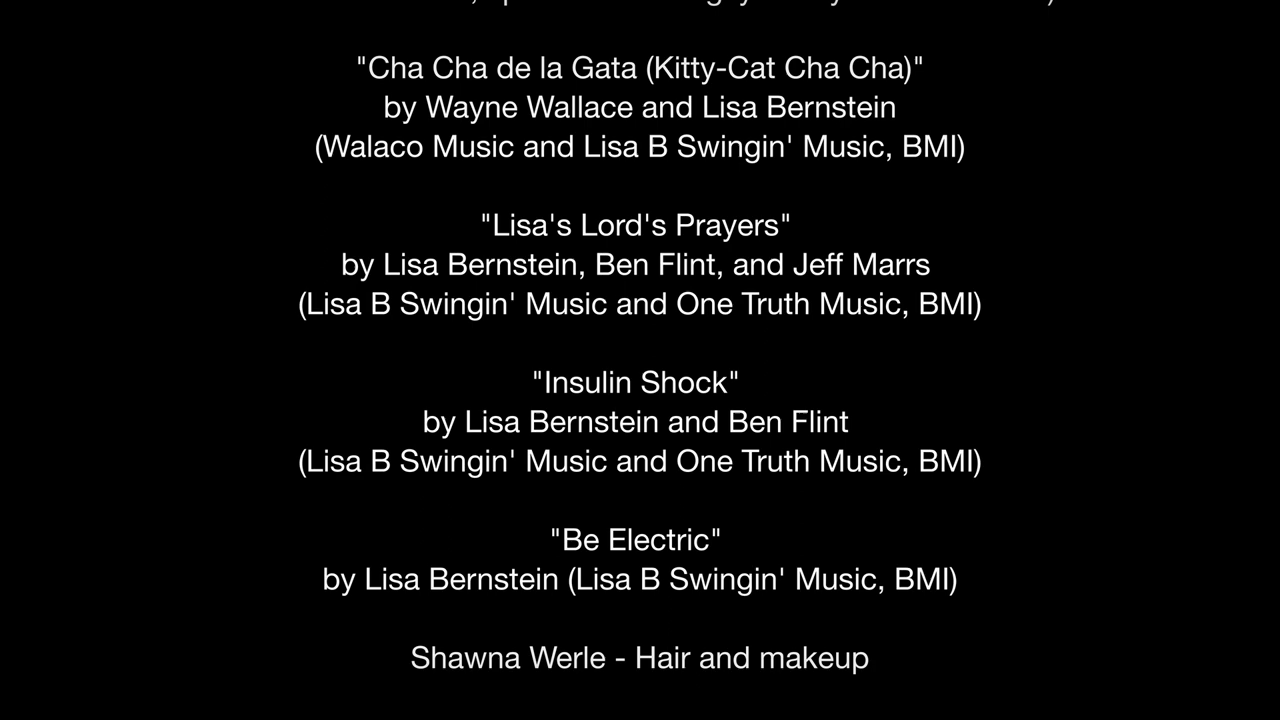 "Cha Cha de la Gata (Kitty-Cat Cha Cha)"
by Wayne Wallace and Lisa Bernstein
(Walaco Music and Lisa B Swingin' Music, BMI)
"Lisa's Lord's Prayers"
by Lisa Bernstein, Ben Flint, and Jeff Marrs
(Lisa B Swingin' Music and One Truth Music, BMI)
"Insulin Shock"
by Lisa Bernstein and Ben Flint
(Lisa B Swingin' Music and One Truth Music, BMI)
"Be Electric"
by Lisa Bernstein (Lisa B Swingin' Music, BMI)
Shawna Werle - Hair and makeup